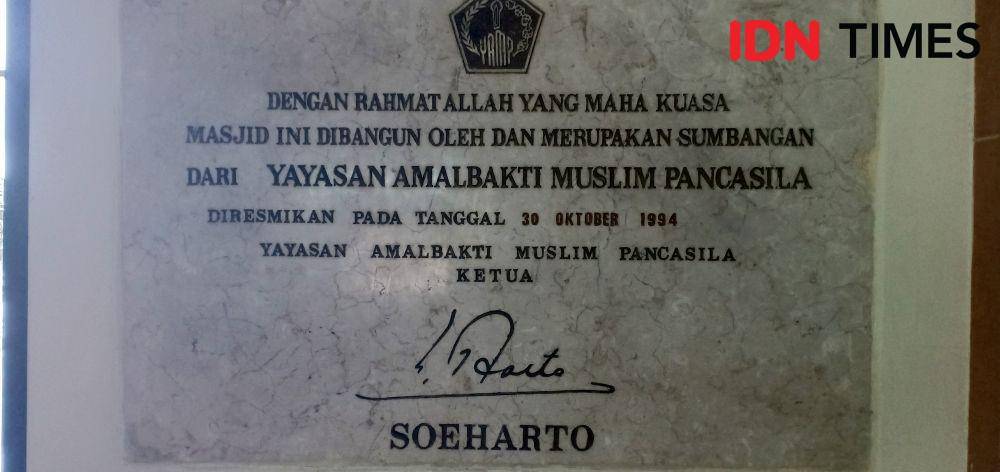 IDN TIMES
YAMP
DENGAN RAHMAT ALLAH YANG MAHA KUASA
MASJID INI DIBANGUN OLEH DAN MERUPAKAN SUMBANGAN
DARI YAYASAN AMALBAKTI MUSLIM PANCASILA
DIRESMIKAN PADA TANGGAL 30 OKTOBER 1994
YAYASAN AMALBAKTI MUSLIM PANCASILA
KETUA
SOEHARTO